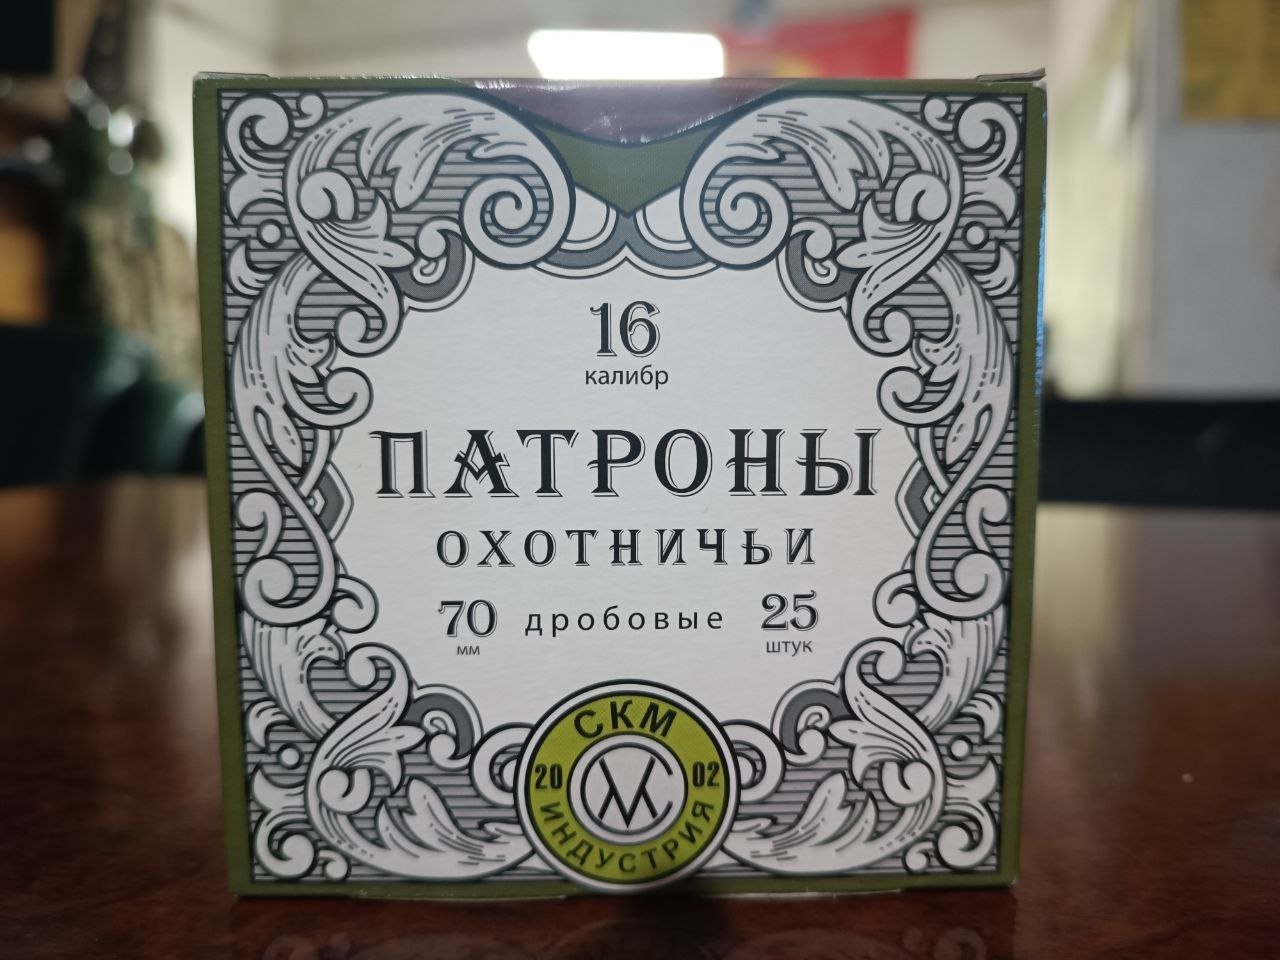 16
калибр
ПАТРОНЫ
ОХОТНИЧЬИ
70 дробовые 25
мм штук
СКМ
20 02
ИНДУСТРИЯ